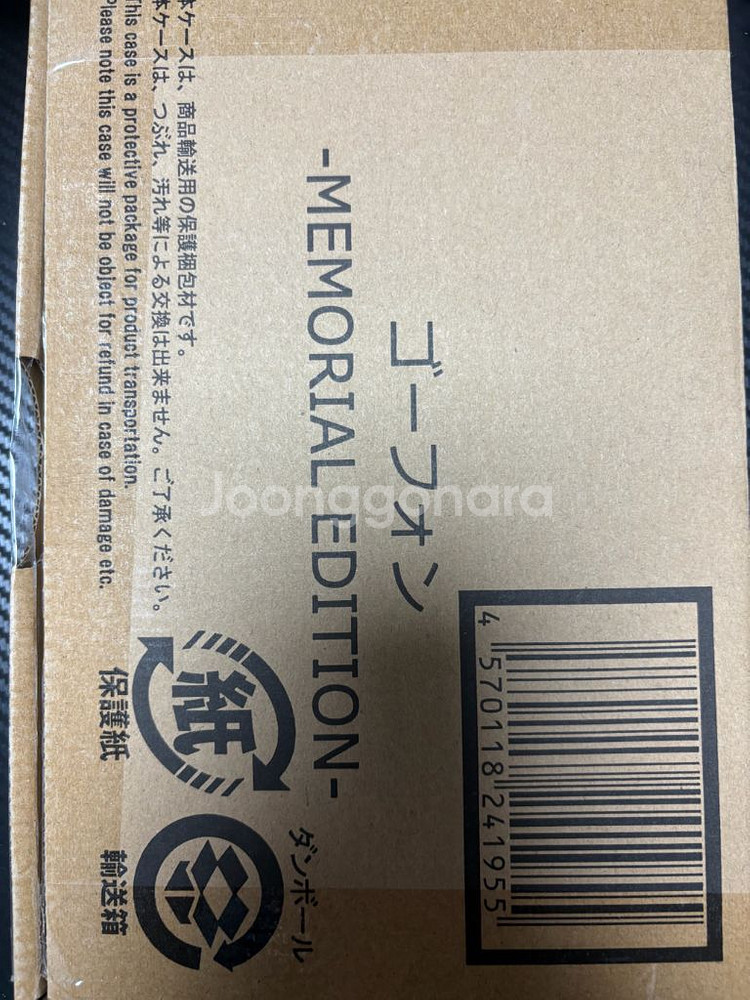 ゴーフォン
-MEMORIAL EDITION-
4 570118 241955
本ケースは、商品輸送用の保護梱包材です。
本ケースは、つぶれ、汚れ等による交換は出来ません。ご了承ください。
This case is a protective package for product transportation.
Please note this case will not be object for refund in case of damage etc.
紙
保護紙
ダンボール
輸送箱
Joonggonara